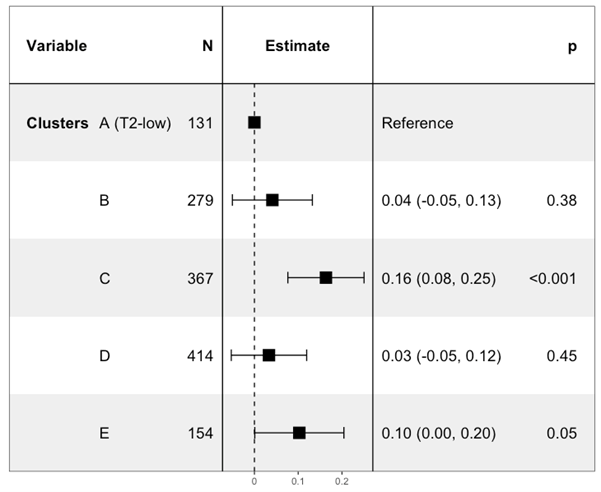 Variable N Estimate p
Clusters A (T2-low) 131 Reference
B 279 0.04 (-0.05, 0.13) 0.38
C 367 0.16 (0.08, 0.25) <0.001
D 414 0.03 (-0.05, 0.12) 0.45
E 154 0.10 (0.00, 0.20) 0.05
0 0.1 0.2